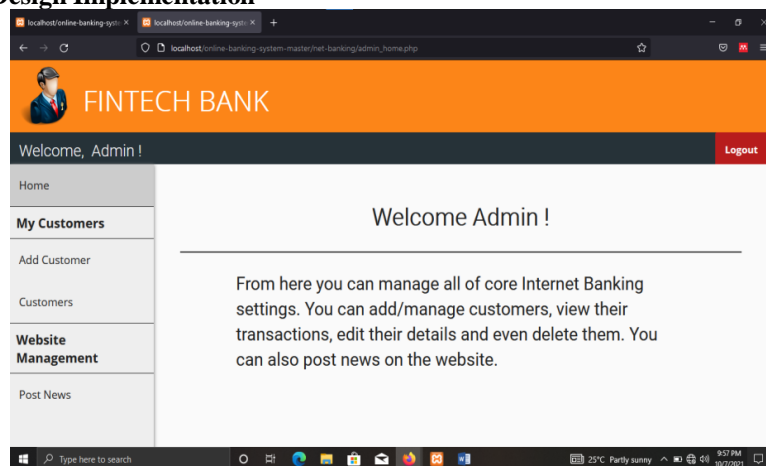 Design Implementation
localhost/online-banking-syste
localhost/online-banking-syste
localhost/online-banking-system-master/net-banking/admin_home.php
FINTECH BANK
Welcome, Admin !
Logout
Home
My Customers
Add Customer
Customers
Website
Management
Post News
Welcome Admin !
From here you can manage all of core Internet Banking
settings. You can add/manage customers, view their
transactions, edit their details and even delete them. You
can also post news on the website.
Type here to search
25°C Partly sunny
9:57 PM
10/7/2021